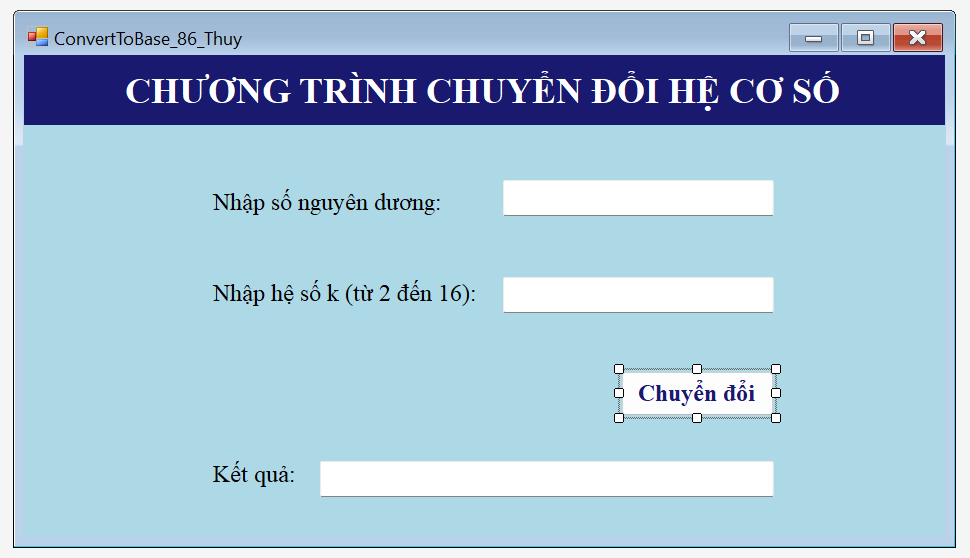 ConvertToBase_86_Thuy
CHƯƠNG TRÌNH CHUYỂN ĐỔI HỆ CƠ SỐ
Nhập số nguyên dương:
Nhập hệ số k (từ 2 đến 16):
Chuyển đổi
Kết quả: